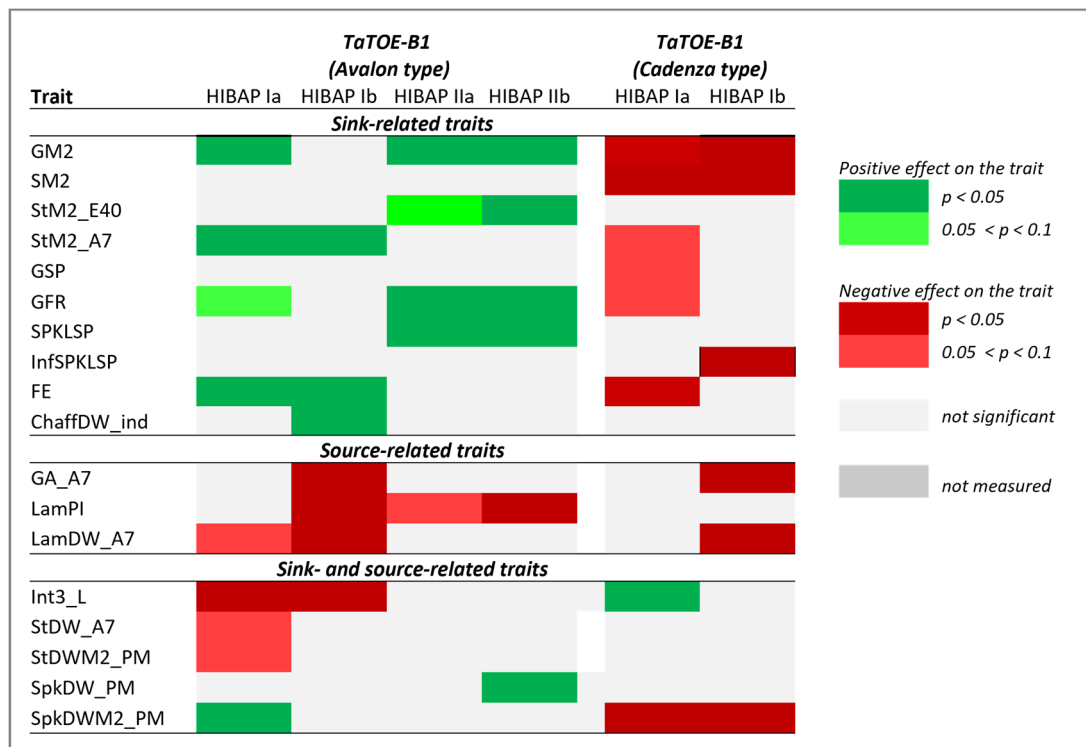 TaTOE-B1 TaTOE-B1
(Avalon type) (Cadenza type)
Trait HIBAP Ia HIBAP Ib HIBAP IIa HIBAP IIb HIBAP Ia HIBAP Ib
Sink-related traits
GM2
SM2
StM2_E40
StM2_A7
GSP
GFR
SPKLSP
InfSPKLSP
FE
ChaffDW_ind
Source-related traits
GA_A7
LamPI
LamDW_A7
Sink- and source-related traits
Int3_L
StDW_A7
StDWM2_PM
SpkDW_PM
SpkDWM2_PM
Positive effect on the trait
p < 0.05
0.05 < p < 0.1
Negative effect on the trait
p < 0.05
0.05 < p < 0.1
not significant
not measured